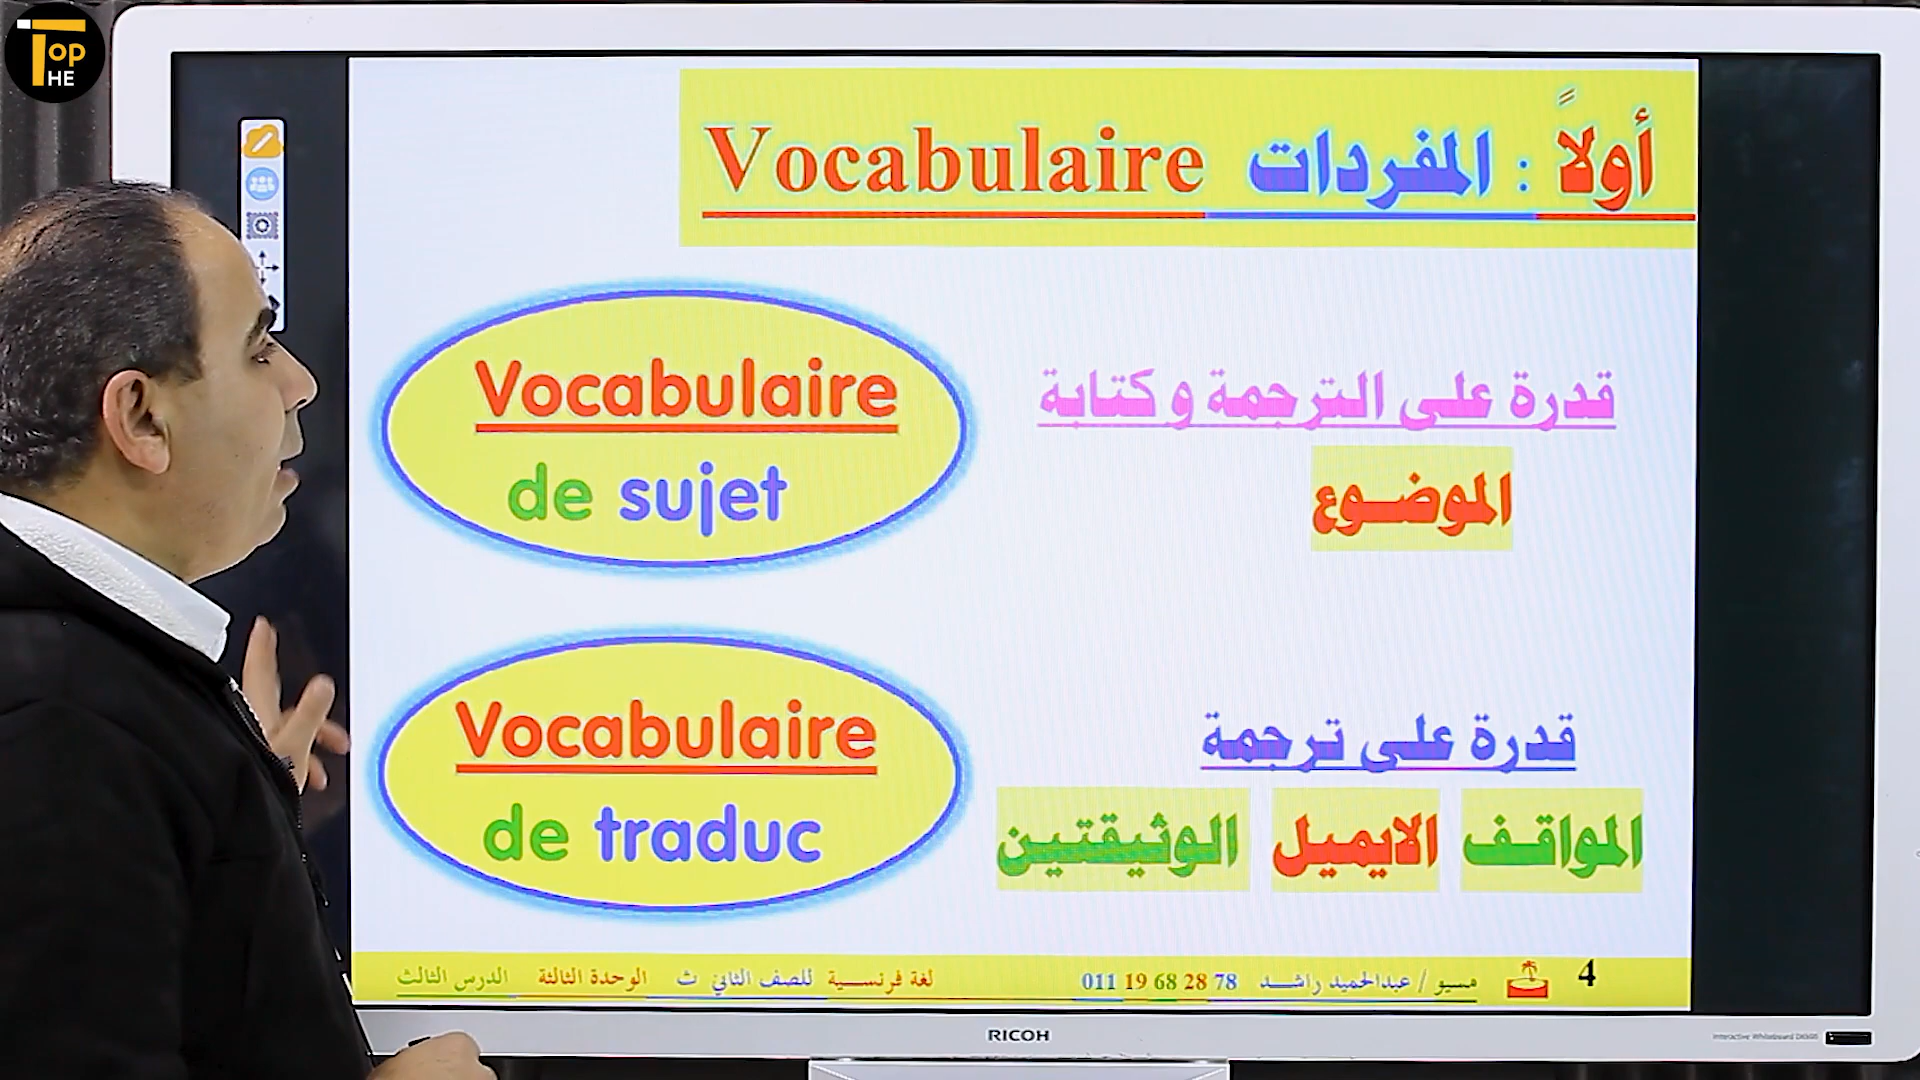 TOP
THE
أولاً : المفردات Vocabulaire
Vocabulaire
de sujet
قدرة على الترجمة و كتابة
الموضوع
Vocabulaire
de traduc
قدرة على ترجمة
المواقف الايميل الوثيقتين
4 مسيو / عبدالحميد راشد 011 19 68 28 78 لغة فرنسية للصف الثاني ث الوحدة الثالثة الدرس الثالث
RICOH